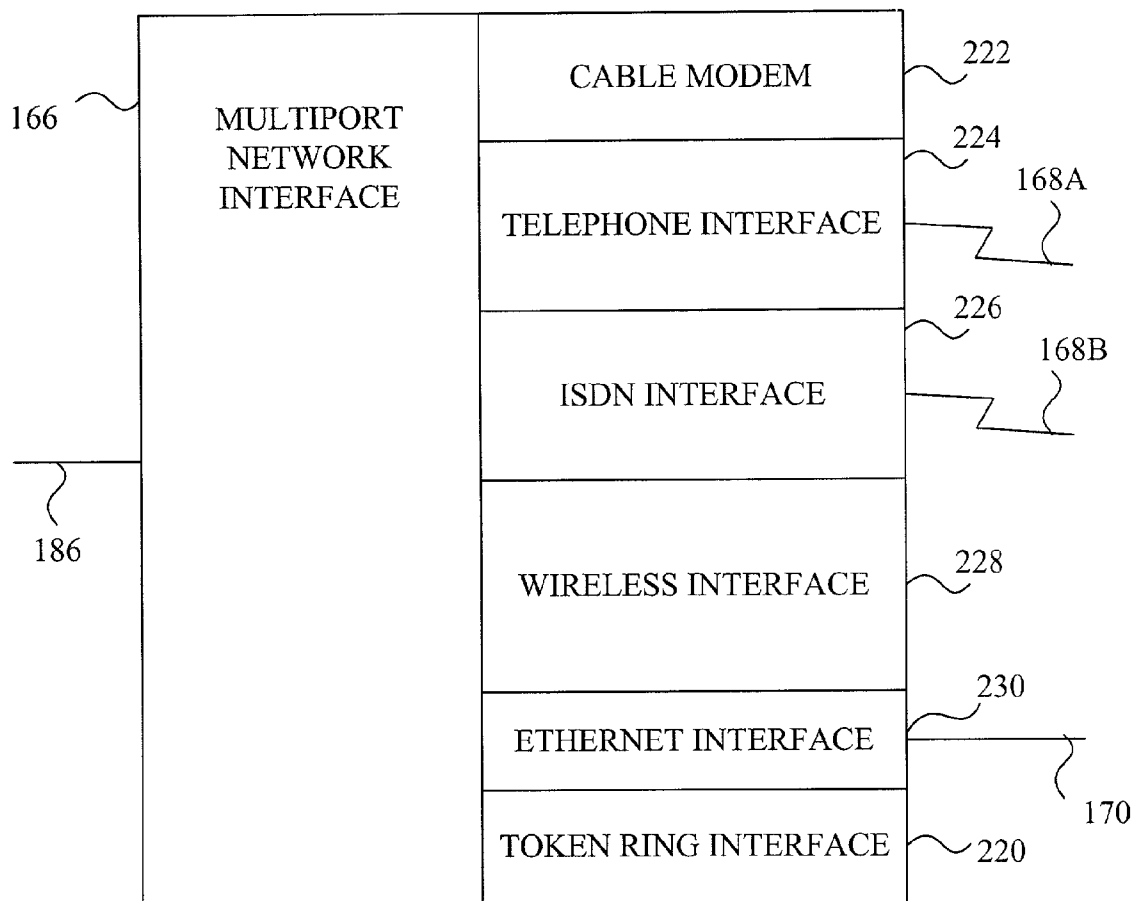 CABLE MODEM
222
166
MULTIPORT
NETWORK
INTERFACE
224
168A
TELEPHONE INTERFACE
226
168B
ISDN INTERFACE
186
WIRELESS INTERFACE
228
230
ETHERNET INTERFACE
170
TOKEN RING INTERFACE
220